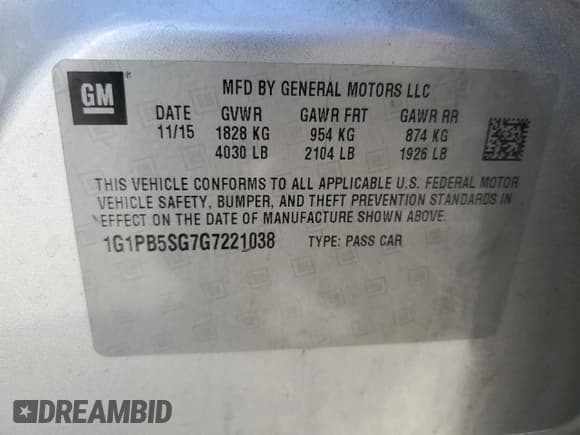 GM
MFD BY GENERAL MOTORS LLC
DATE GVWR GAWR FRT GAWR RR
11/15 1828 KG 954 KG 874 KG
4030 LB 2104 LB 1926 LB
THIS VEHICLE CONFORMS TO ALL APPLICABLE U.S. FEDERAL MOTOR
VEHICLE SAFETY, BUMPER, AND THEFT PREVENTION STANDARDS IN
EFFECT ON THE DATE OF MANUFACTURE SHOWN ABOVE.
1G1PB5SG7G7221038 TYPE: PASS CAR
DREAMBID